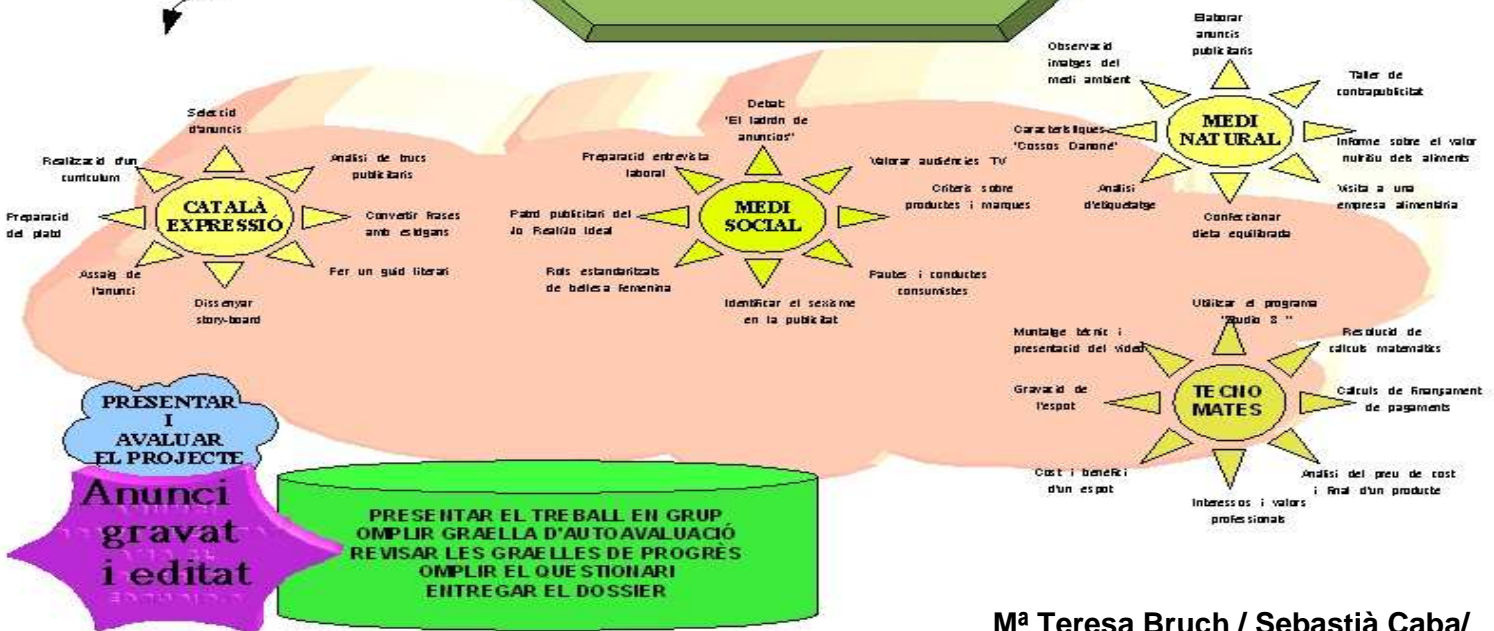 Selecció
d'anuncis
Realització d'un
currículum
Anàlisi de trucs
publicitaris
Preparació
del plató
CATALÀ
EXPRESSIÓ
Convertir frases
amb eslògans
Assaig de
l'anunci
Fer un guió literari
Dissenyar
story-board
Debat:
"El ladrón de
anuncios"
Preparació entrevista
laboral
Valorar audiències TV
Patró publicitari del
Jo Real/Jo Ideal
MEDI
SOCIAL
Criteris sobre
productes i marques
Rols estandaritzats
de bellesa femenina
Pautes i conductes
consumistes
Identificar el sexisme
en la publicitat
Elaborar
anuncis
publicitaris
Observació
imatges del
medi ambient
Taller de
contrapublicitat
Característiques
"Cossos Danone"
MEDI
NATURAL
Informe sobre el valor
nutritiu dels aliments
Anàlisi
d'etiquetatge
Visita a una
empresa alimentària
Confeccionar
dieta equilibrada
Utilitzar el programa
Muntatge tècnic i
presentació del vídeo
Resolució de
càlculs matemàtics
Gravació de
l'espot
TECNO
MATES
Càlculs de finançament
de pagaments
Cost i benefici
d'un espot
Anàlisi del preu de cost
i final d'un producte
Interessos i valors
professionals
PRESENTAR
I
AVALUAR
EL PROJECTE
Anunci
gravat
i editat
PRESENTAR EL TREBALL EN GRUP
OMPLIR GRAELLA D'AUTOAVALUACIÓ
REVISAR LES GRAELLES DE PROGRÈS
OMPLIR EL QUESTIONARI
ENTREGAR EL DOSSIER
Mª Teresa Bruch / Sebastià Caba/